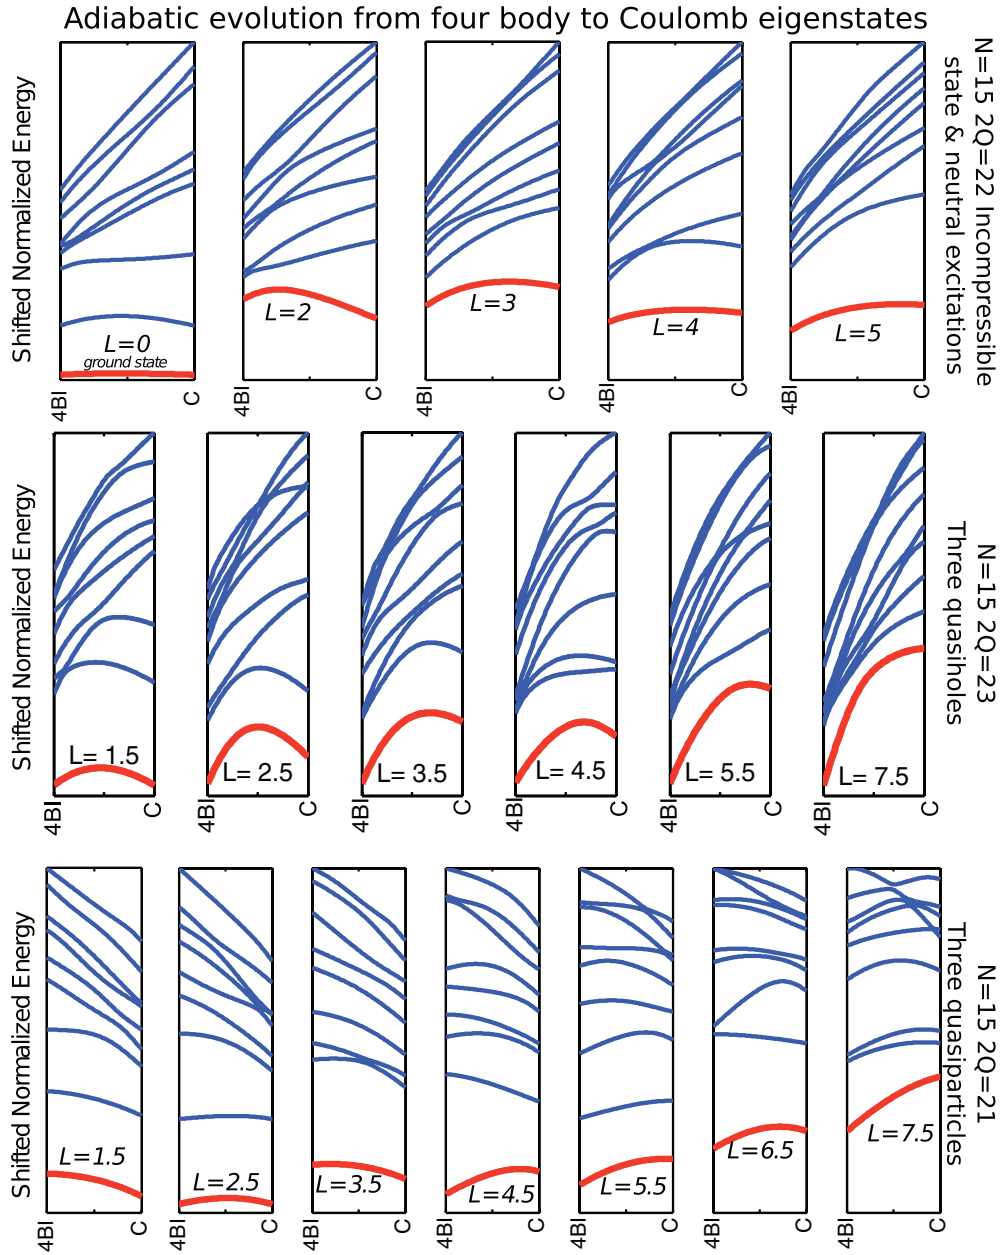 Adiabatic evolution from four body to Coulomb eigenstates
Shifted Normalized Energy
L=0
ground state
L=2
L=3
L=4
L=5
4BI
C
4BI
C
4BI
C
4BI
C
4BI
C
N=15 2Q=22 Incompressible
state & neutral excitations
Shifted Normalized Energy
L= 1.5
L= 2.5
L= 3.5
L= 4.5
L= 5.5
L= 7.5
4BI
C
4BI
C
4BI
C
4BI
C
4BI
C
4BI
C
N=15 2Q=23
Three quasiholes
Shifted Normalized Energy
L=1.5
L=2.5
L=3.5
L=4.5
L=5.5
L=6.5
L=7.5
4BI
C
4BI
C
4BI
C
4BI
C
4BI
C
4BI
C
4BI
C
N=15 2Q=21
Three quasiparticles